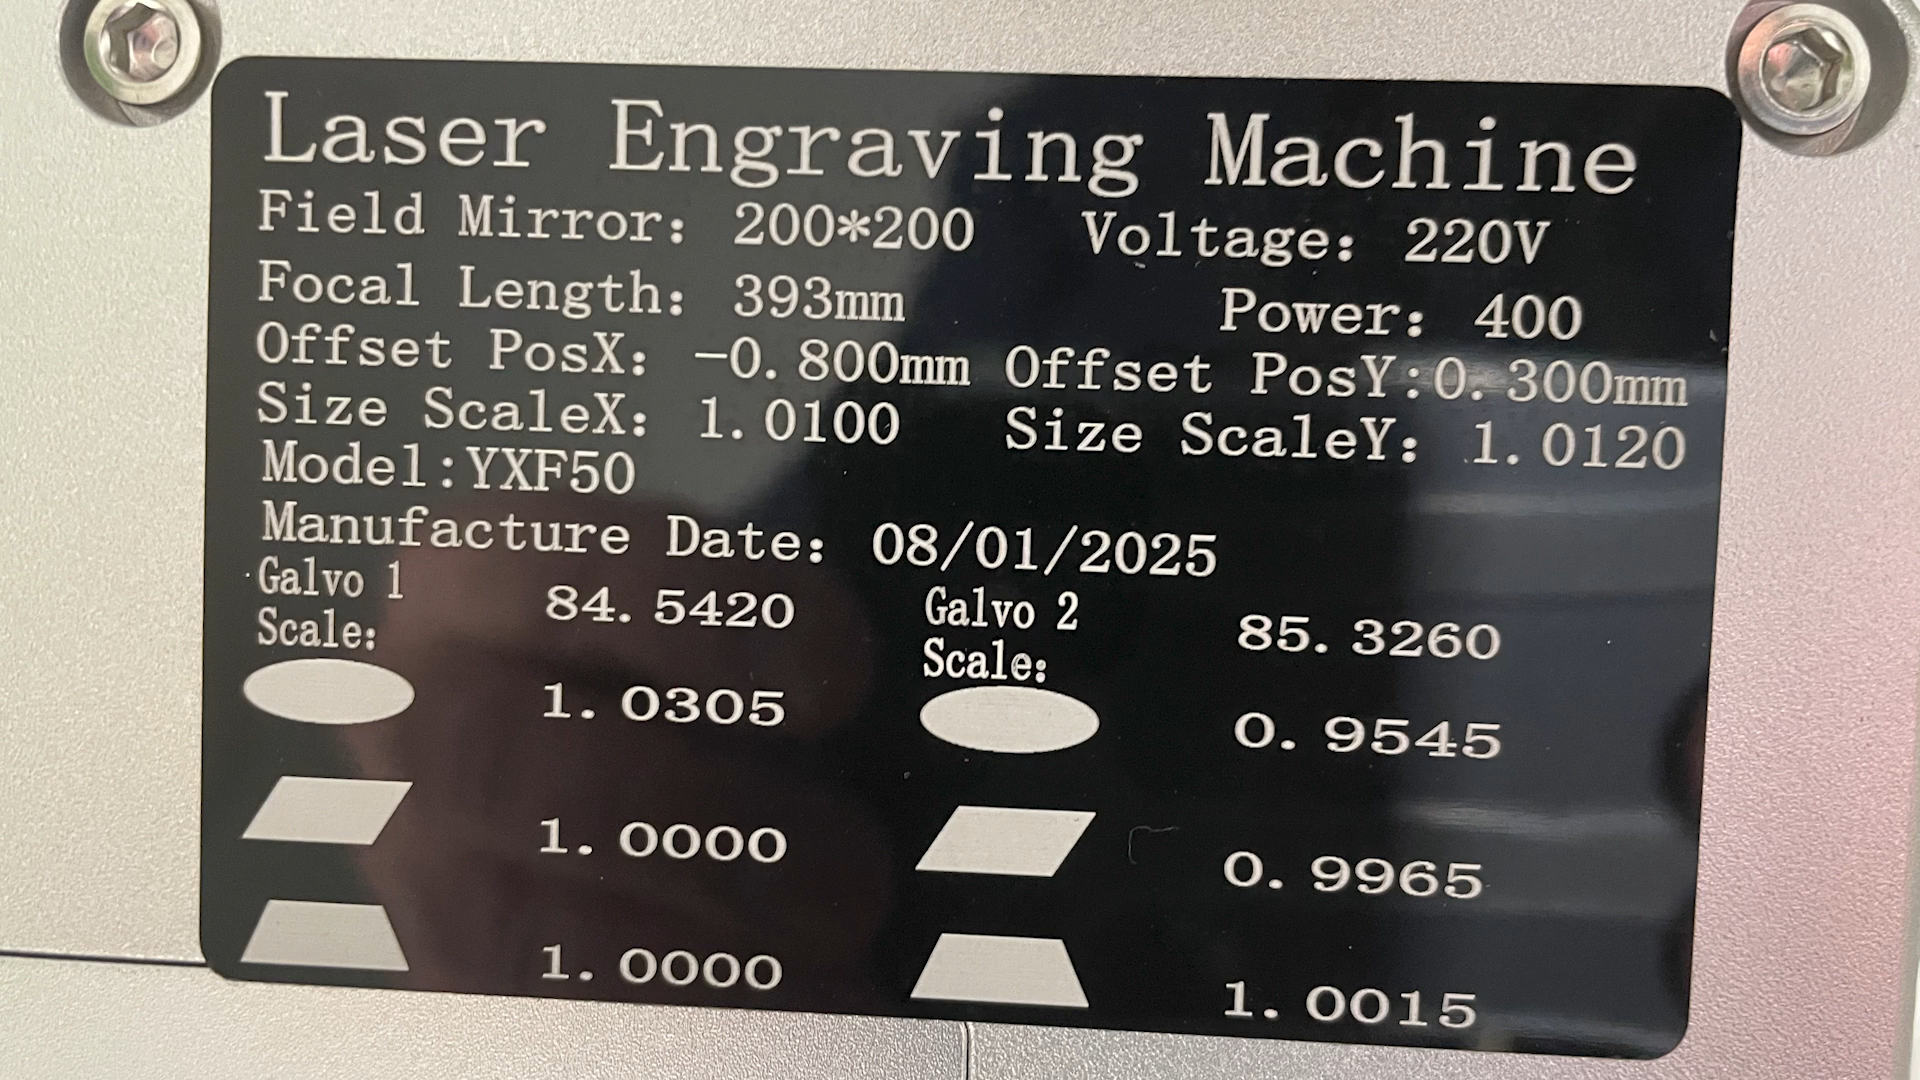 Laser Engraving Machine
Field Mirror: 200*200 Voltage: 220V
Focal Length: 393mm Power: 400
Offset PosX: -0.800mm Offset PosY:0.300mm
Size ScaleX: 1.0100 Size ScaleY: 1.0120
Model:YXF50
Manufacture Date: 08/01/2025
Galvo 1 Scale: 84.5420 Galvo 2 Scale: 85.3260
1.0305 0.9545
1.0000 0.9965
1.0000 1.0015